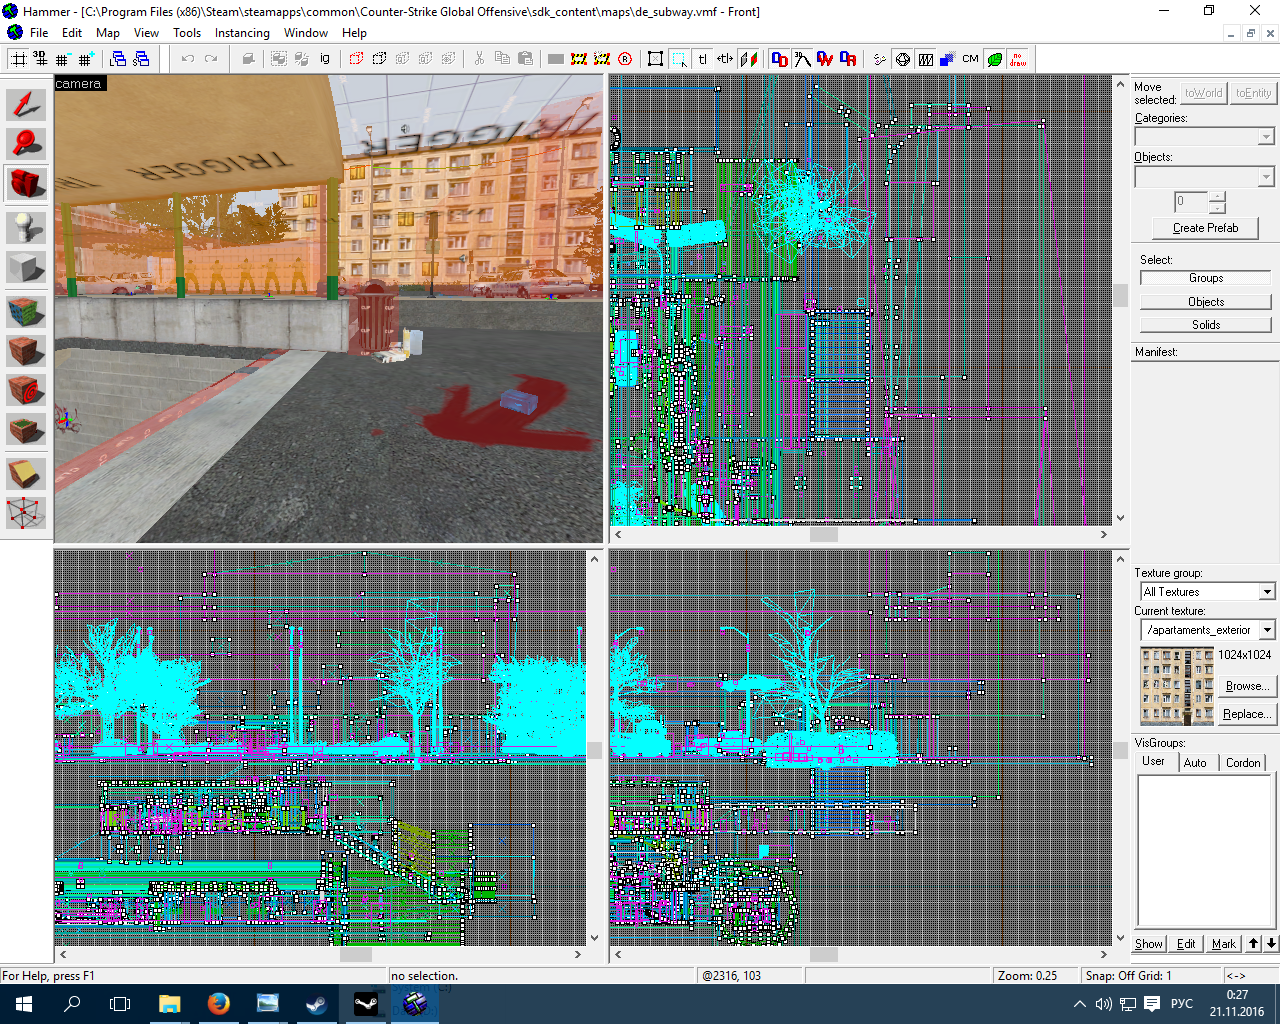 Hammer - [C:\Program Files (x86)\Steam\steamapps\common\Counter-Strike Global Offensive\sdk_content\maps\de_subway.vmf - Front]
File Edit Map View Tools Instancing Window Help
3D
ig
tl
CM
no draw
camera
TRIGGER
TRIGGER
CLIP
CLIP
Move selected:
toWorld
toEntity
Categories:
Objects:
0
Create Prefab
Select:
Groups
Objects
Solids
Manifest:
Texture group:
All Textures
Current texture:
/apartaments_exterior
1024x1024
Browse...
Replace...
VisGroups:
User Auto Cordon
Show Edit Mark
For Help, press F1
no selection.
@2316, 103
Zoom: 0.25
Snap: Off Grid: 1
<->
РУС
0:27
21.11.2016